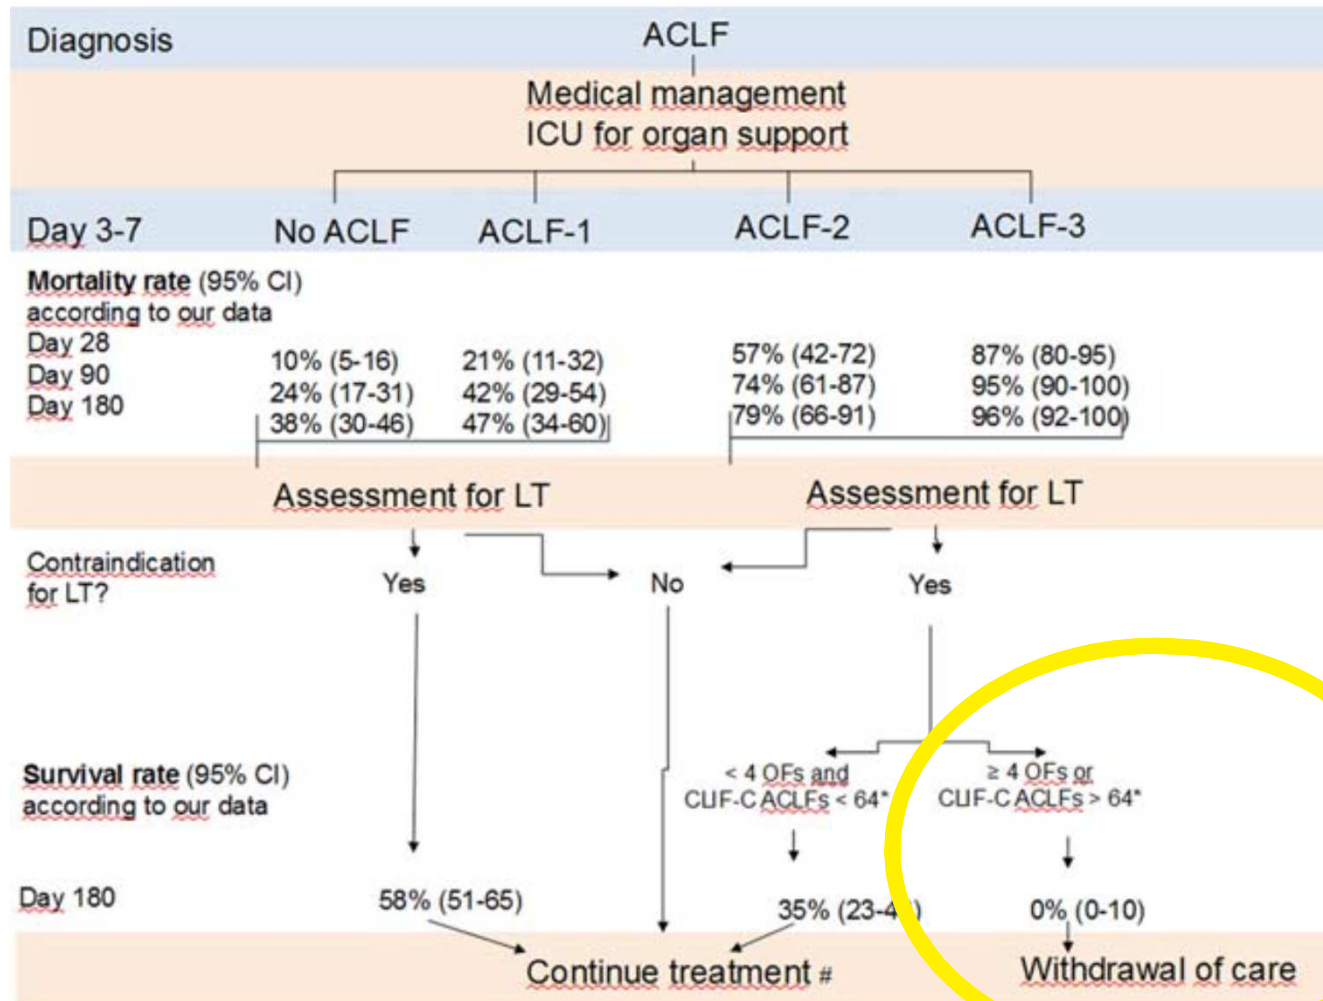 Diagnosis
ACLF
Medical management
ICU for organ support
Day 3-7
No ACLF
ACLF-1
ACLF-2
ACLF-3
Mortality rate (95% CI)
according to our data
Day 28
10% (5-16)
21% (11-32)
57% (42-72)
87% (80-95)
Day 90
24% (17-31)
42% (29-54)
74% (61-87)
95% (90-100)
Day 180
38% (30-46)
47% (34-60)
79% (66-91)
96% (92-100)
Assessment for LT
Assessment for LT
Contraindication
for LT?
Yes
No
Yes
Survival rate (95% CI)
according to our data
< 4 OFs and
CLIF-C ACLFs < 64*
≥ 4 OFs or
CLIF-C ACLFs > 64*
Day 180
58% (51-65)
35%
0% (0-10)
Continue treatment #
Withdrawal of care